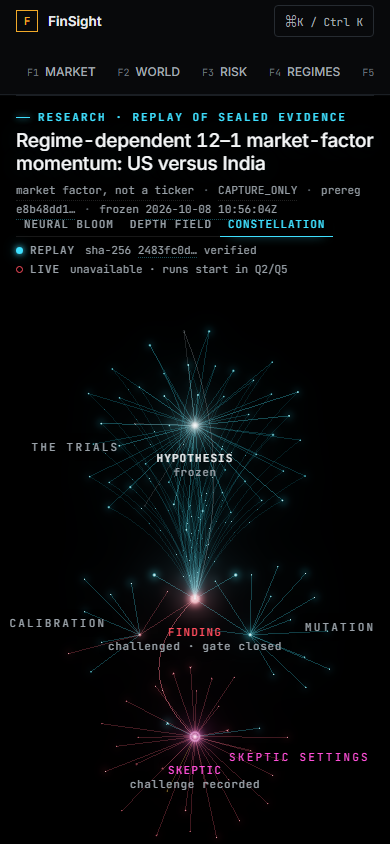 F FinSight ⌘K / Ctrl K
F1 MARKET F2 WORLD F3 RISK F4 REGIMES F5
RESEARCH · REPLAY OF SEALED EVIDENCE
Regime-dependent 12–1 market-factor
momentum: US versus India
market factor, not a ticker · CAPTURE_ONLY · prereg
e8b48dd1… · frozen 2026-10-08 10:56:04Z
NEURAL BLOOM DEPTH FIELD CONSTELLATION
REPLAY sha-256 2483fc0d… verified
LIVE unavailable · runs start in Q2/Q5
THE TRIALS
HYPOTHESIS
frozen
CALIBRATION
FINDING
MUTATION
challenged · gate closed
SKEPTIC SETTINGS
SKEPTIC
challenge recorded